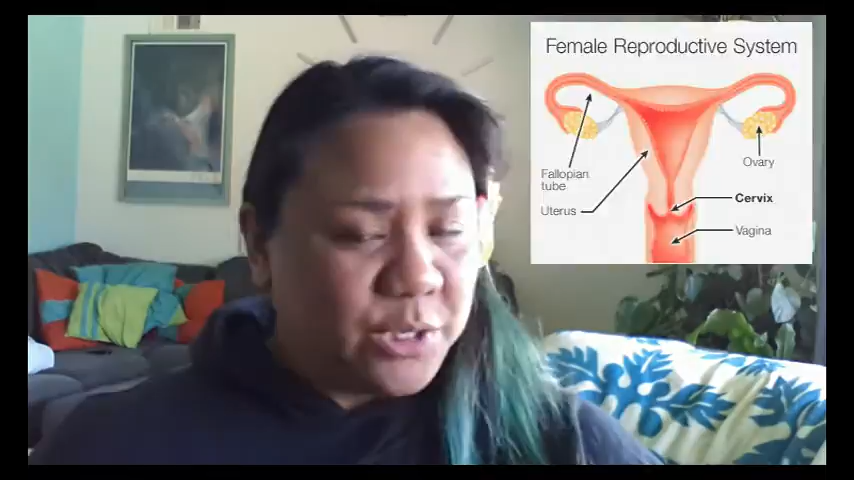 Female Reproductive System
Fallopian
tube
Uterus
Ovary
Cervix
Vagina